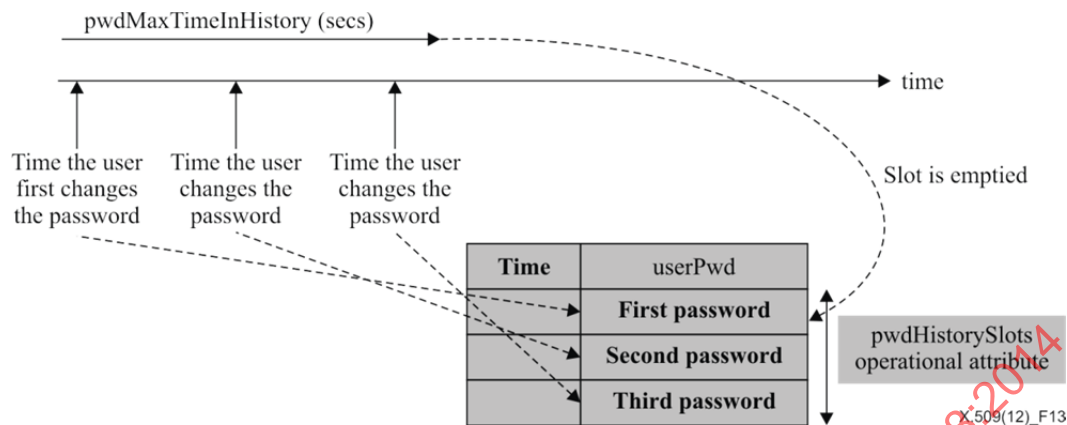 pwdMaxTimeInHistory (secs)
time
Time the user
first changes
the password
Time the user
changes the
password
Time the user
changes the
password
Slot is emptied
Time userPwd
First password
Second password
Third password
pwdHistorySlots
operational attribute
X.509(12)_F13
:2014